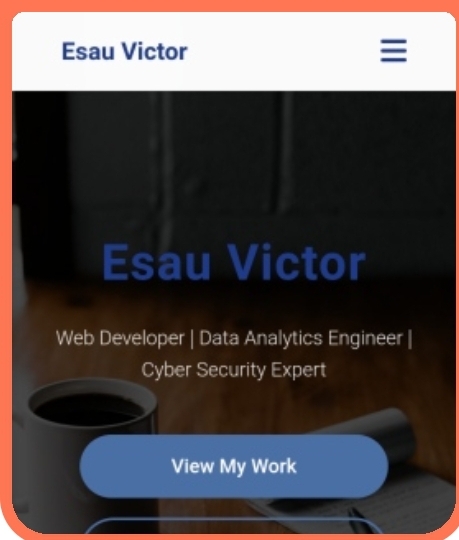 Esau Victor
Esau Victor
Web Developer | Data Analytics Engineer |
Cyber Security Expert
View My Work